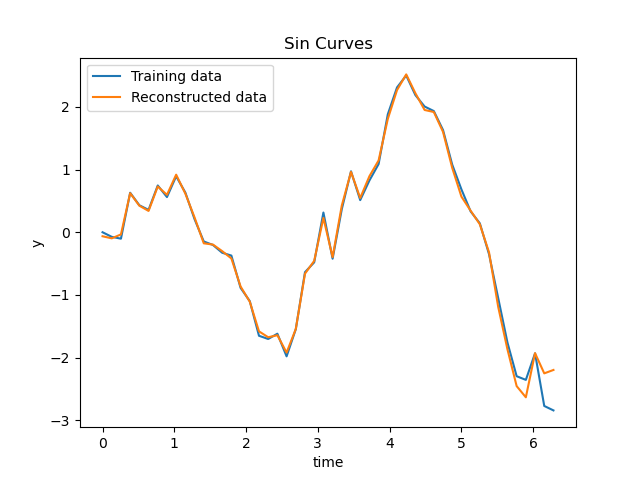 Sin Curves
Training data
Reconstructed data
y
2
1
0
−1
−2
−3
0 1 2 3 4 5 6
time